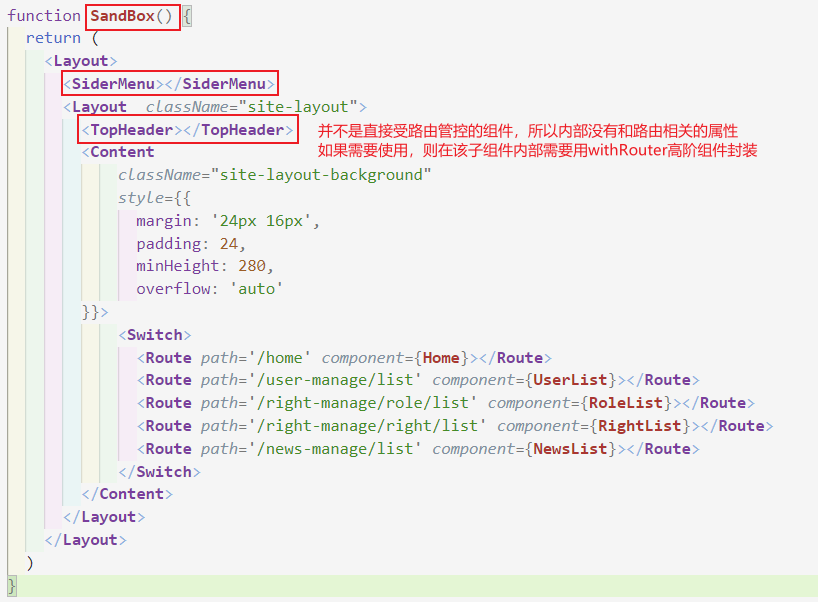 function SandBox() {
  return (
    <Layout>
      <SiderMenu></SiderMenu>
      <Layout  className="site-layout">
        <TopHeader></TopHeader>
并不是直接受路由管控的组件，所以内部没有和路由相关的属性
如果需要使用，则在该子组件内部需要用withRouter高阶组件封装
        <Content
            className="site-layout-background"
            style={{
              margin: '24px 16px',
              padding: 24,
              minHeight: 280,
              overflow: 'auto'
        }}>
            <Switch>
              <Route path='/home' component={Home}></Route>
              <Route path='/user-manage/list' component={UserList}></Route>
              <Route path='/right-manage/role/list' component={RoleList}></Route>
              <Route path='/right-manage/right/list' component={RightList}></Route>
              <Route path='/news-manage/list' component={NewsList}></Route>
            </Switch>
        </Content>
      </Layout>
    </Layout>
  )
}